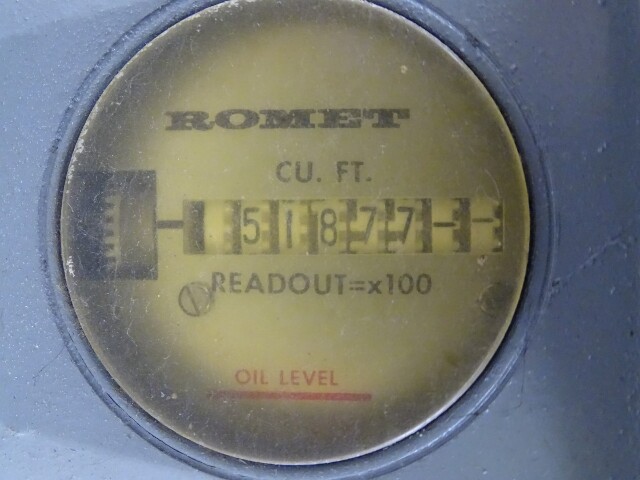 ROMET
CU. FT.
51877
READOUT=x100
OIL LEVEL